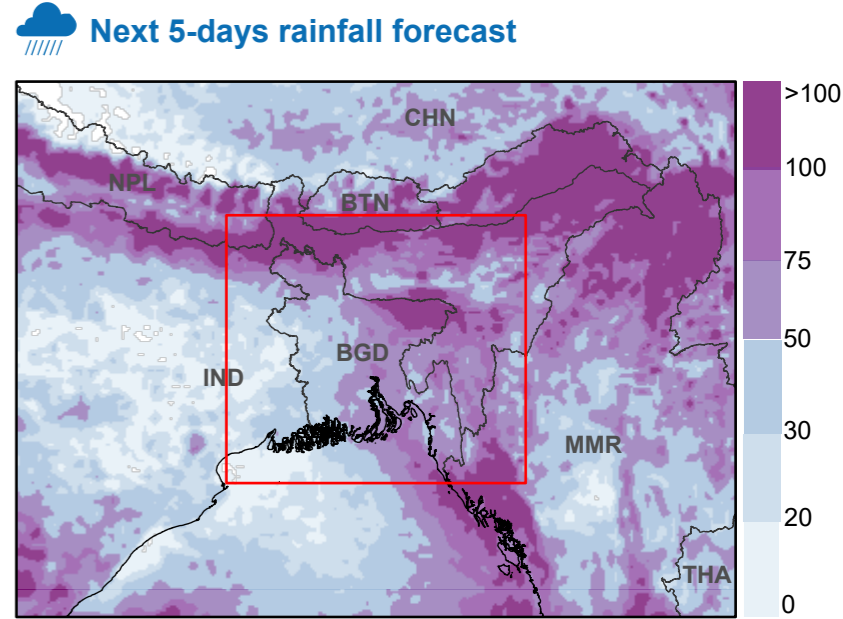 Next 5-days rainfall forecast
CHN
NPL
BTN
BGD
IND
MMR
THA
>100
100
75
50
30
20
0